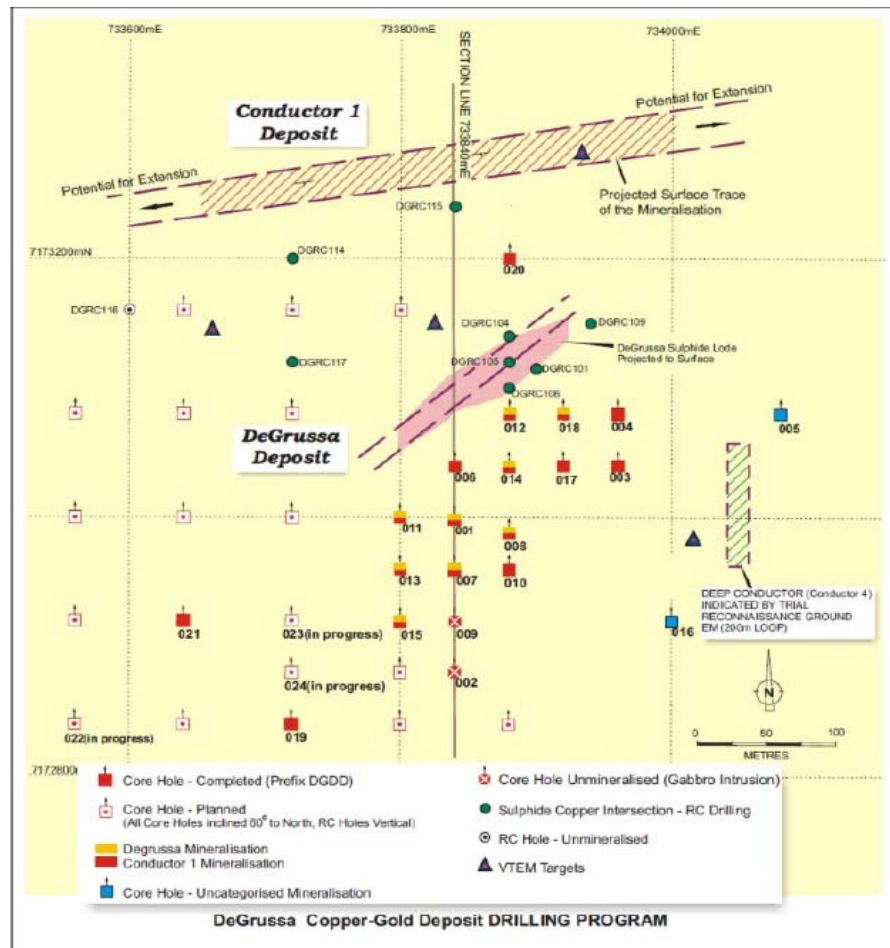 733600mE
733800mE
734000mE
SECTION LINE 733840mE
Conductor 1
Deposit
Potential for Extension
Potential for Extension
Projected Surface Trace
of the Mineralisation
DGRC115
7173200mN
DGRC114
020
DGRC116
DGRC104
DGRC109
DeGrussa Sulphide Lode
Projected to Surface
DGRC117
DGRC105
DGRC101
DGRC106
DeGrussa
Deposit
012
018
004
005
006
014
017
003
011
001
008
013
007
010
DEEP CONDUCTOR (Conductor 4)
INDICATED BY TRIAL
RECONNAISSANCE GROUND
EM (200m LOOP)
021
023(in progress)
015
009
016
024(in progress)
002
N
022(in progress)
019
0 50 100
METRES
7172800mN
Core Hole - Completed (Prefix DGDD)
Core Hole - Planned
(All Core Holes inclined 60° to North, RC Holes Vertical)
Degrussa Mineralisation
Conductor 1 Mineralisation
Core Hole - Uncategorised Mineralisation
Core Hole Unmineralised (Gabbro Intrusion)
Sulphide Copper Intersection - RC Drilling
RC Hole - Unmineralised
VTEM Targets
DeGrussa Copper-Gold Deposit DRILLING PROGRAM